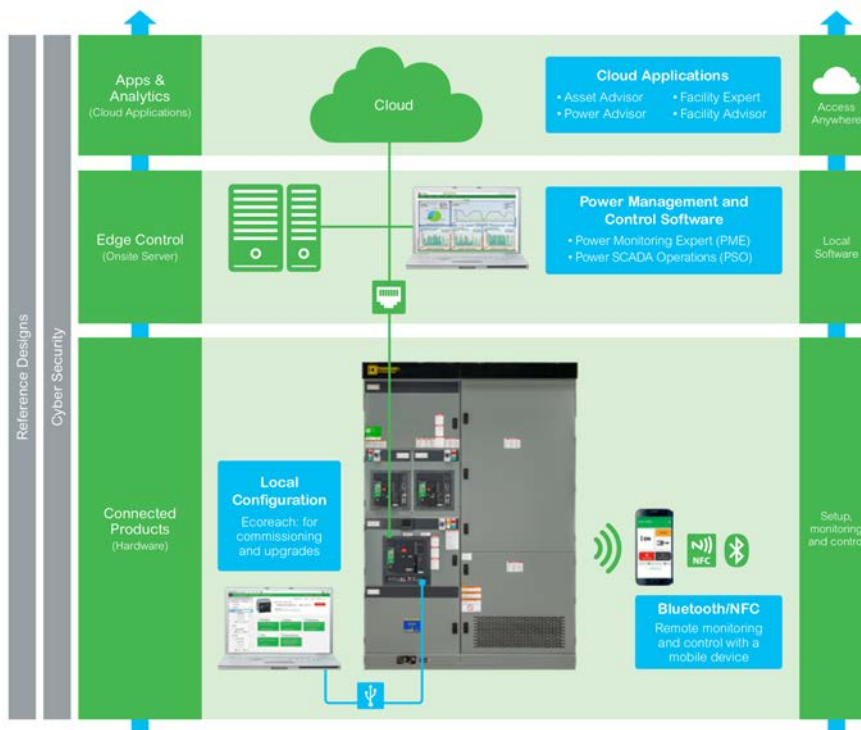 Reference Designs
Cyber Security
Apps &
Analytics
(Cloud Applications)
Cloud
Cloud Applications
• Asset Advisor
• Facility Expert
• Power Advisor
• Facility Advisor
Access
Anywhere
Edge Control
(Onsite Server)
Power Management and
Control Software
• Power Monitoring Expert (PME)
• Power SCADA Operations (PSO)
Local
Software
Connected
Products
(Hardware)
Local
Configuration
Ecoreach: for
commissioning
and upgrades
NFC
Bluetooth/NFC
Remote monitoring
and control with a
mobile device
Setup,
monitoring
and control